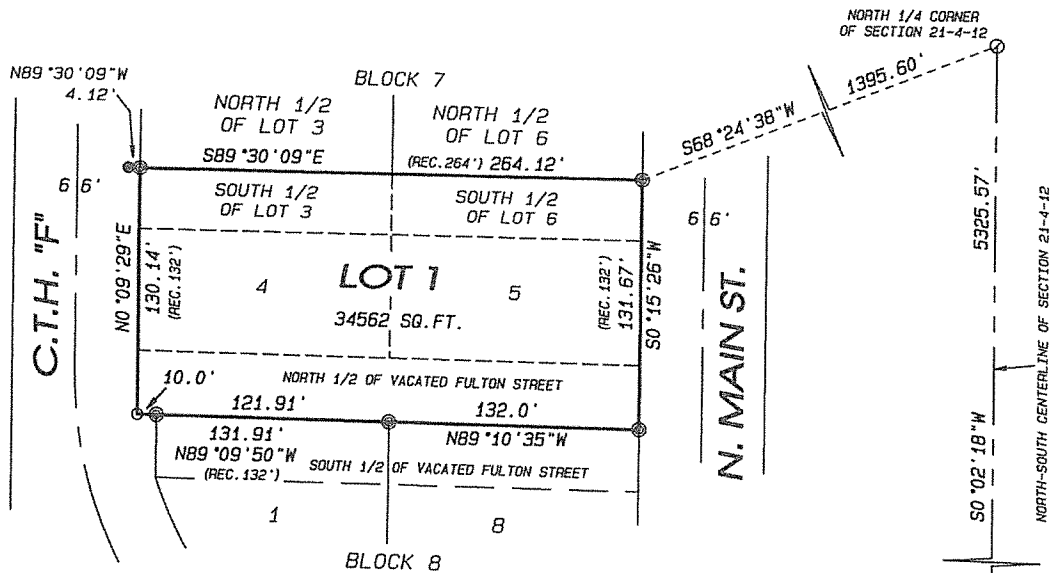 NORTH 1/4 CORNER
OF SECTION 21-4-12
N89°30'09"W
4.12'
BLOCK 7
1395.60'
S68°24'38"W
NORTH 1/2
OF LOT 3
NORTH 1/2
OF LOT 6
S89°30'09"E
(REC.264') 264.12'
66'
SOUTH 1/2
OF LOT 3
SOUTH 1/2
OF LOT 6
66'
5325.57'
C.T.H. "F"
N0°09'29"E
130.14'
(REC.132')
4
LOT 1
5
34562 SQ.FT.
(REC.132')
131.67'
S0°15'26"W
N. MAIN ST.
NORTH-SOUTH CENTERLINE OF SECTION 21-4-12
S0°02'18"W
NORTH 1/2 OF VACATED FULTON STREET
10.0'
121.91'
132.0'
131.91'
N89°10'35"W
N89°09'50"W
(REC.132')
SOUTH 1/2 OF VACATED FULTON STREET
1
8
BLOCK 8